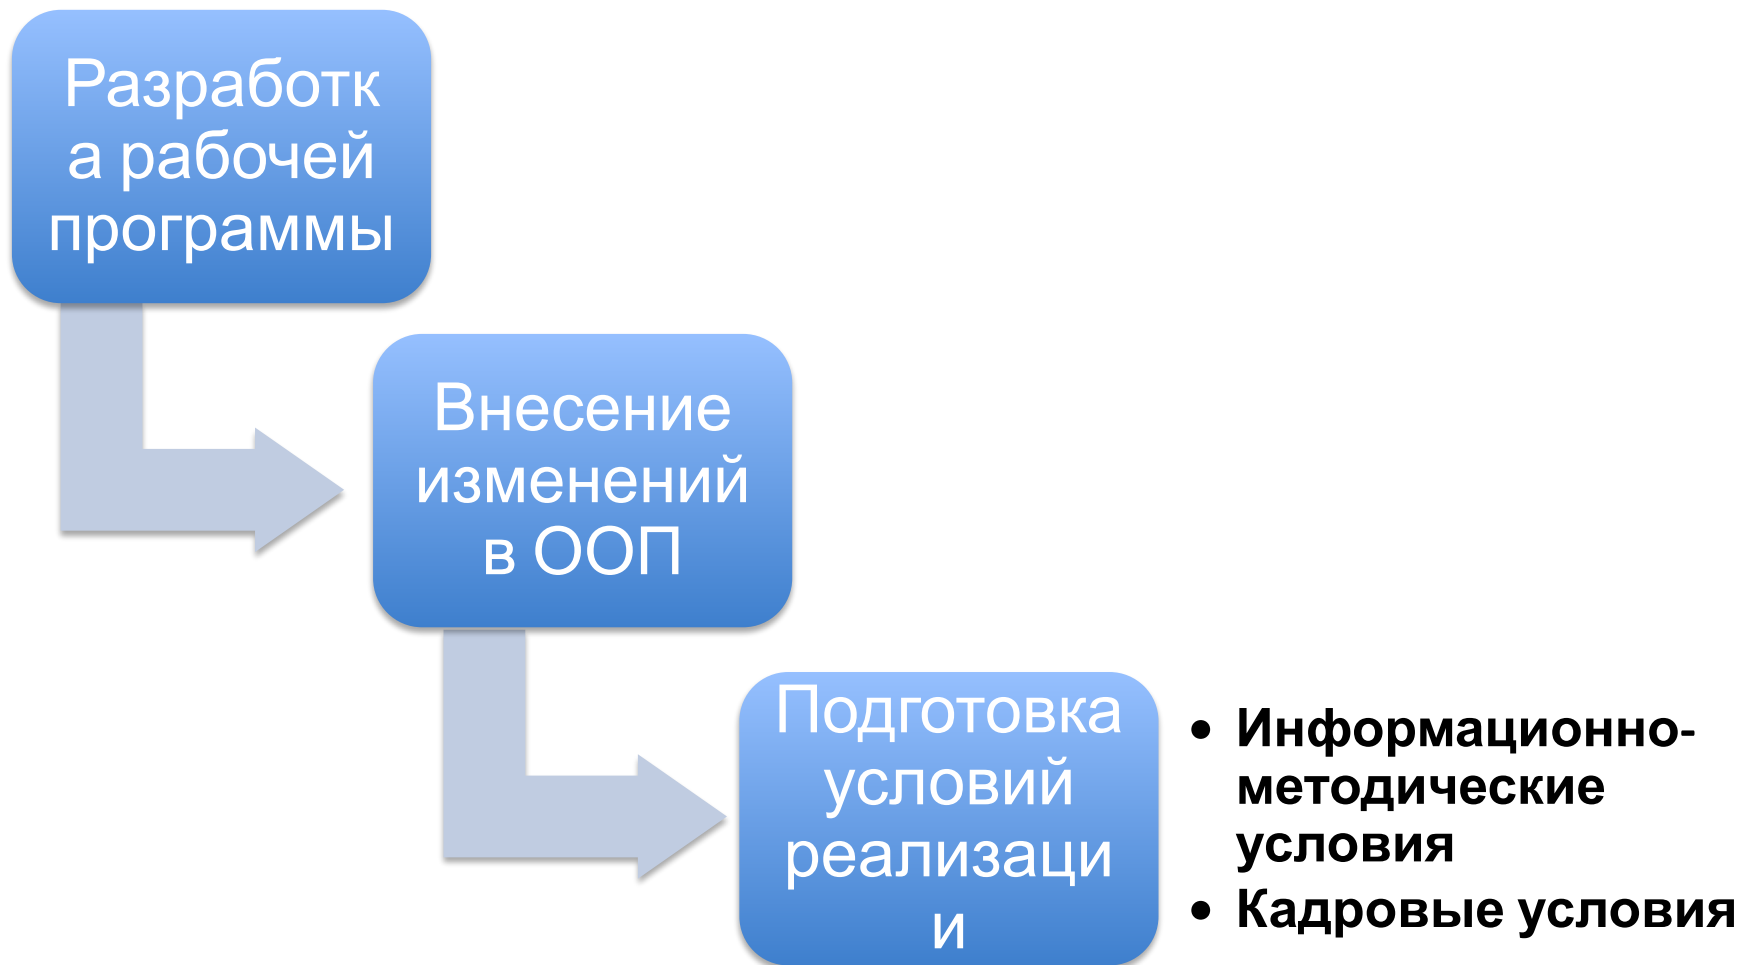 Разработк
а рабочей
программы
Внесение
изменений
в ООП
Подготовка
условий
реализаци
и
• Информационно-
методические
условия
• Кадровые условия